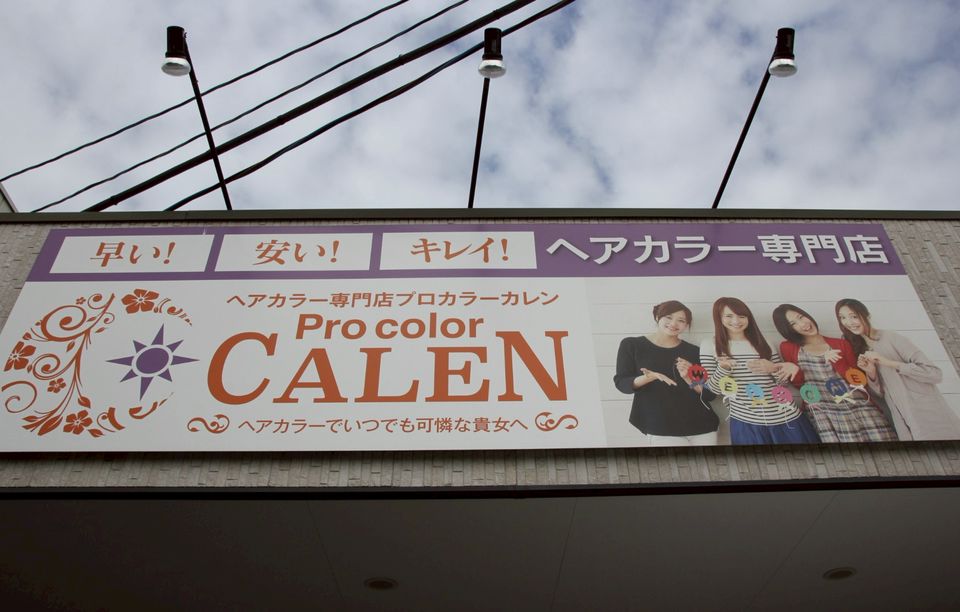 早い! 安い! キレイ! ヘアカラー専門店
ヘアカラー専門店プロカラーカレン
Pro color
CALEN
ヘアカラーでいつでも可憐な貴女へ
WELCOME